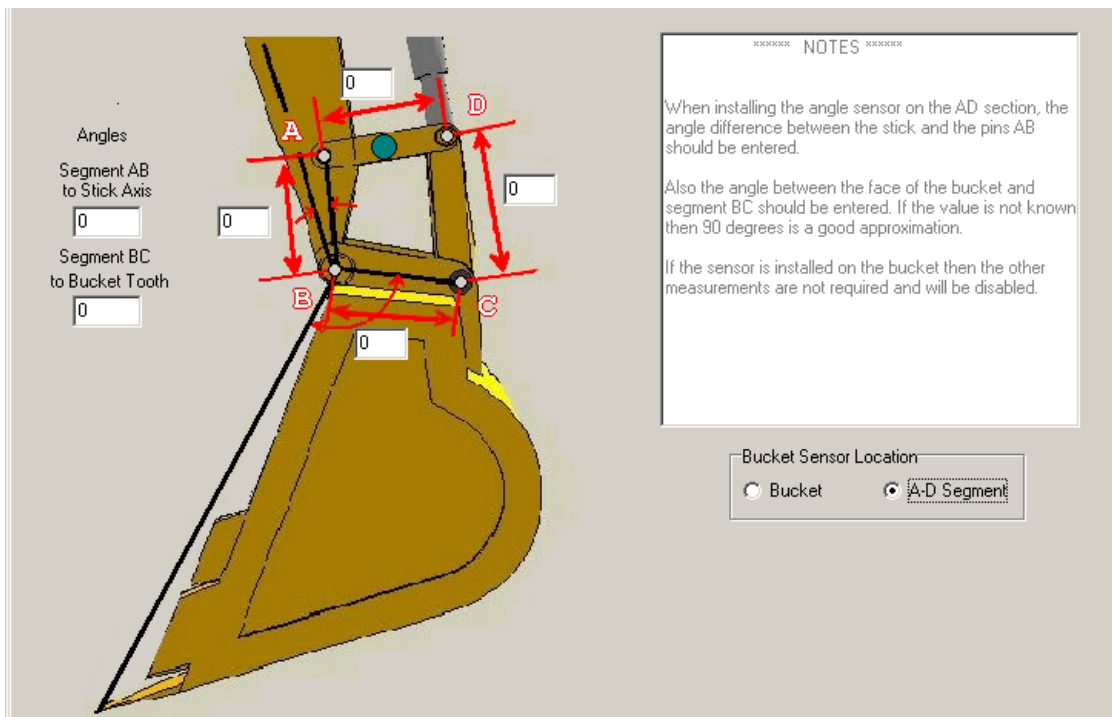 ****** NOTES ******
When installing the angle sensor on the AD section, the
angle difference between the stick and the pins AB
should be entered.
Also the angle between the face of the bucket and
segment BC should be entered. If the value is not known
then 90 degrees is a good approximation.
If the sensor is installed on the bucket then the other
measurements are not required and will be disabled.
Angles
Segment AB
to Stick Axis
0
Segment BC
to Bucket Tooth
0
0
A
D
0
0
B
C
0
Bucket Sensor Location
Bucket
A-D Segment